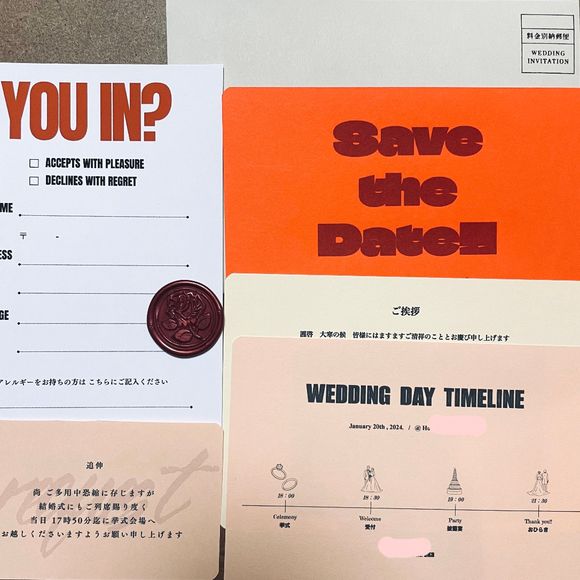 料金別納郵便
WEDDING
INVITATION
YOU IN?
ACCEPTS WITH PLEASURE
DECLINES WITH REGRET
〒 -
Save
the
Date!!
ご挨拶
謹啓 大寒の候 皆様にはますますご清祥のこととお慶び申し上げます
アレルギーをお持ちの方は こちらにご記入ください
WEDDING DAY TIMELINE
January 20th , 2024. / @
18 : 00
Celemony
挙式
18 : 30
Welcome
受付
19 : 00
Party
披露宴
21 : 30
Thank you!!
おひらき
追伸
尚 ご多用中恐縮に存じますが
結婚式にもご列席賜り度く
当日 17時50分迄に挙式会場へ
お越しくださいますようお願い申し上げます